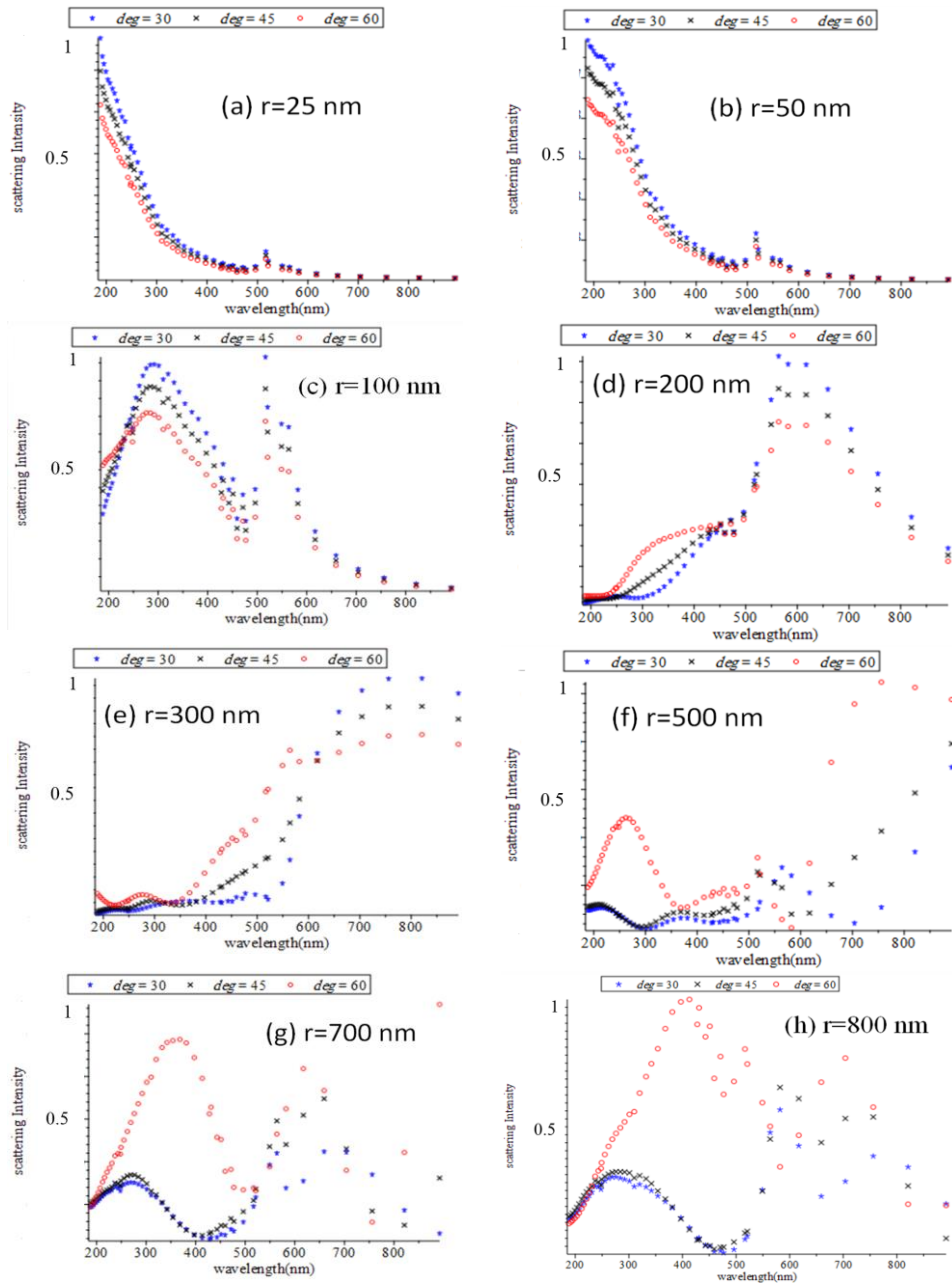 deg = 30 deg = 45 deg = 60
1
(a) r=25 nm
scattering Intensity
0.5
200 300 400 500 600 700 800
wavelength(nm)
deg = 30 deg = 45 deg = 60
1
(b) r=50 nm
scattering Intensity
0.5
200 300 400 500 600 700 800
wavelength(nm)
deg = 30 deg = 45 deg = 60
1
(c) r=100 nm
scattering Intensity
0.5
200 300 400 500 600 700 800
wavelength(nm)
deg = 30 deg = 45 deg = 60
1
(d) r=200 nm
scattering Intensity
0.5
200 300 400 500 600 700 800
wavelength(nm)
deg = 30 deg = 45 deg = 60
1
(e) r=300 nm
scattering Intensity
0.5
200 300 400 500 600 700 800
wavelength(nm)
deg = 30 deg = 45 deg = 60
1
(f) r=500 nm
scattering Intensity
0.5
200 300 400 500 600 700 800
wavelength(nm)
deg = 30 deg = 45 deg = 60
1
(g) r=700 nm
scattering Intensity
0.5
200 300 400 500 600 700 800
wavelength(nm)
deg = 30 deg = 45 deg = 60
1
(h) r=800 nm
scattering Intensity
0.5
200 300 400 500 600 700 800
wavelength(nm)